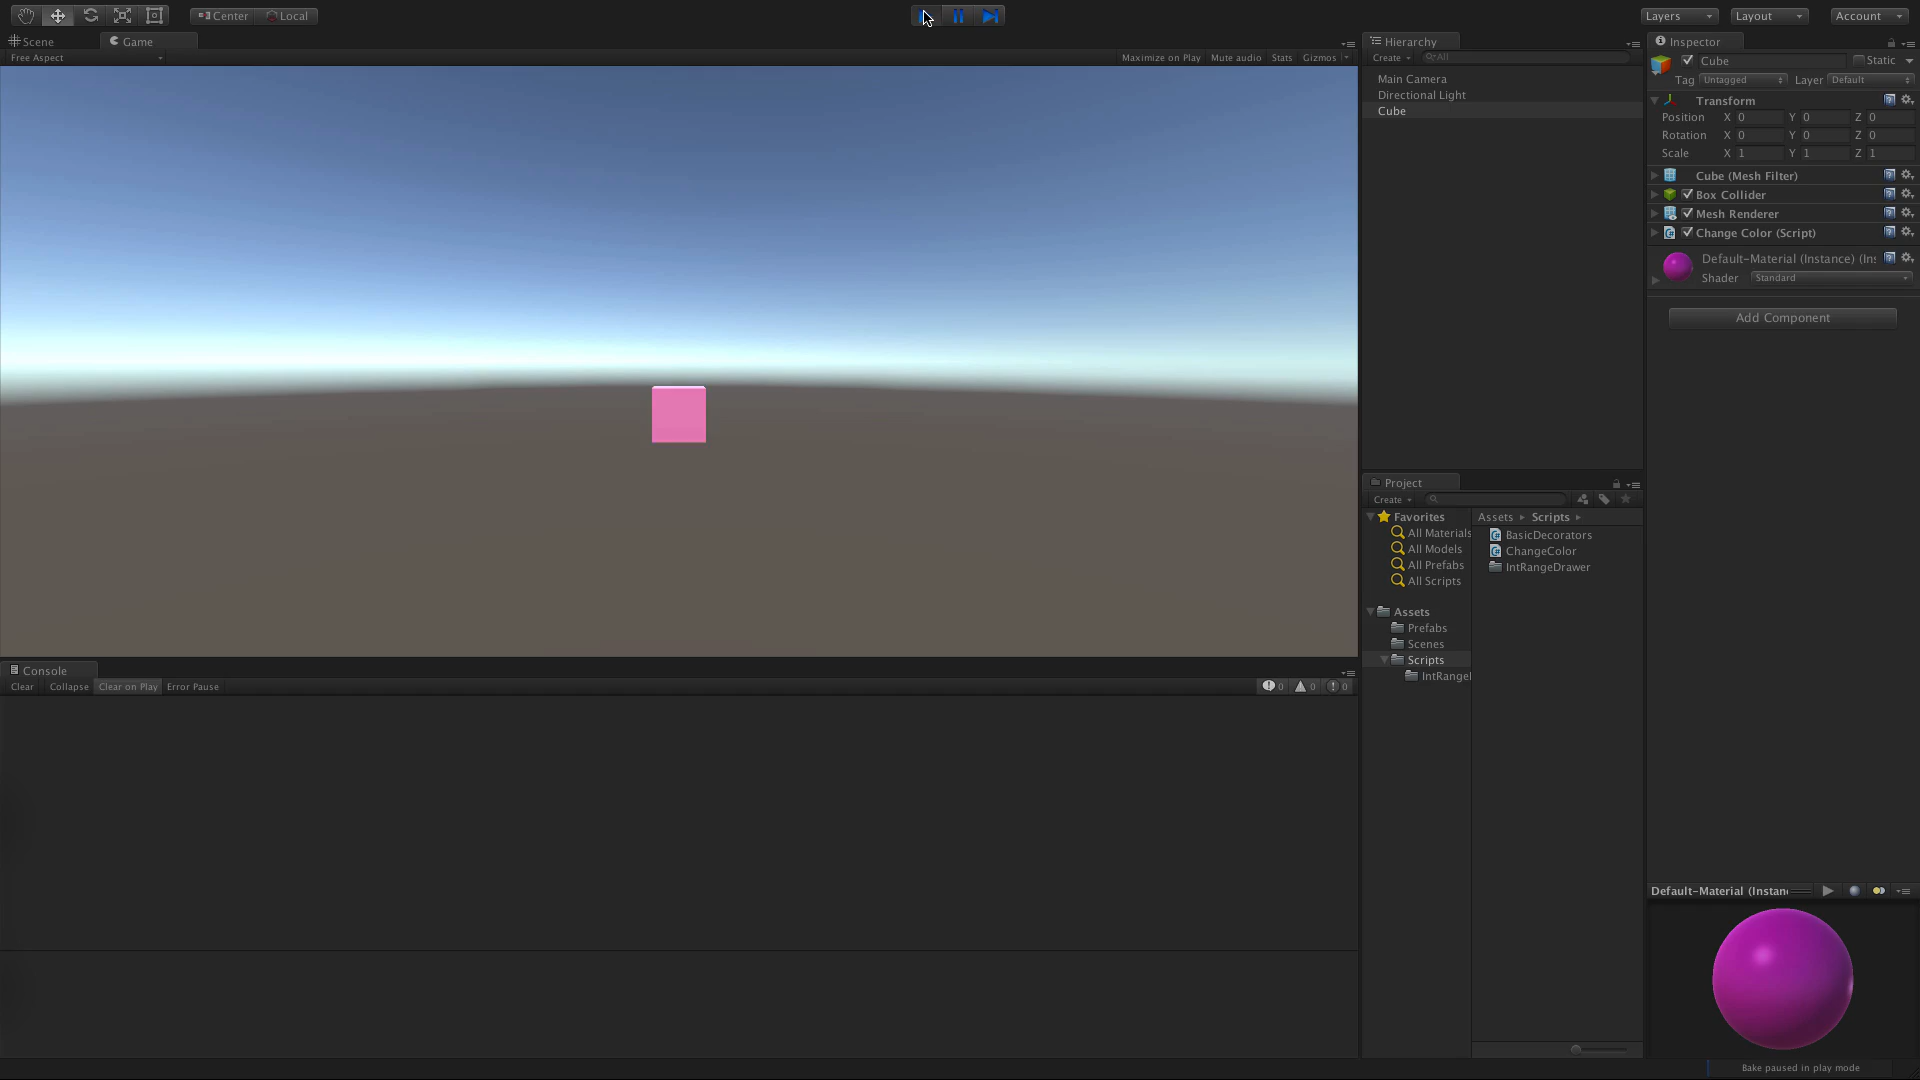 Center Local
Layers Layout Account
Scene Game
Free Aspect
Maximize on Play Mute audio Stats Gizmos
Hierarchy
Create All
Main Camera
Directional Light
Cube
Inspector
Cube Static
Tag Untagged Layer Default
Transform
Position X 0 Y 0 Z 0
Rotation X 0 Y 0 Z 0
Scale X 1 Y 1 Z 1
Cube (Mesh Filter)
Box Collider
Mesh Renderer
Change Color (Script)
Default-Material (Instance) (Ins
Shader Standard
Add Component
Project
Create
Favorites
All Materials
All Models
All Prefabs
All Scripts
Assets
Prefabs
Scenes
Scripts
IntRangeI
Assets Scripts
BasicDecorators
ChangeColor
IntRangeDrawer
Console
Clear Collapse Clear on Play Error Pause
0 0 0
Default-Material (Instan
Bake paused in play mode